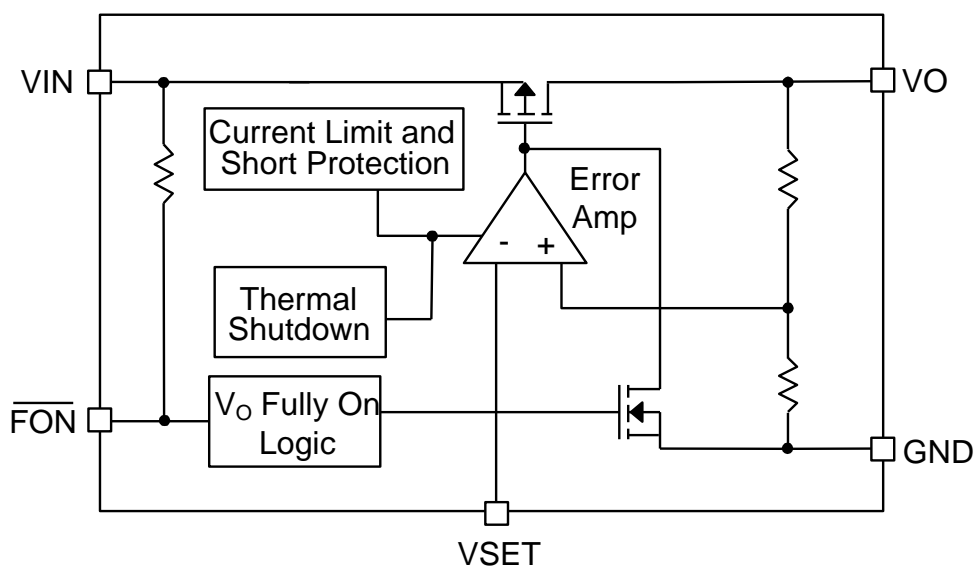 VIN
VO
Current Limit and
Short Protection
Error
Amp
- +
Thermal
Shutdown
FON
VO Fully On
Logic
GND
VSET